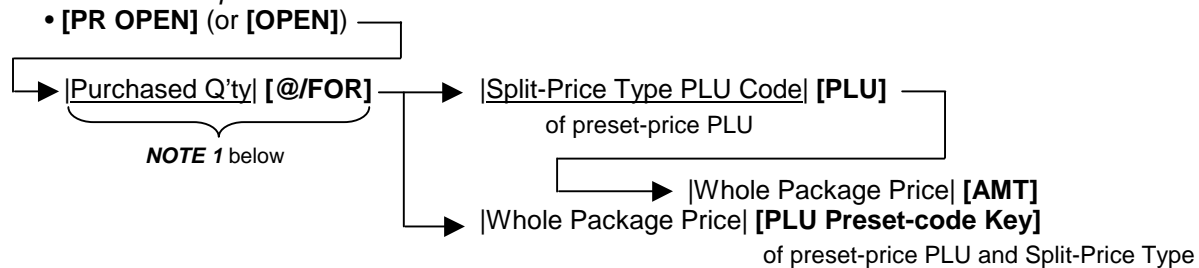 • [PR OPEN] (or [OPEN])
|Purchased Q'ty| [@/FOR]
|Split-Price Type PLU Code| [PLU]
of preset-price PLU
NOTE 1 below
|Whole Package Price| [AMT]
|Whole Package Price| [PLU Preset-code Key]
of preset-price PLU and Split-Price Type